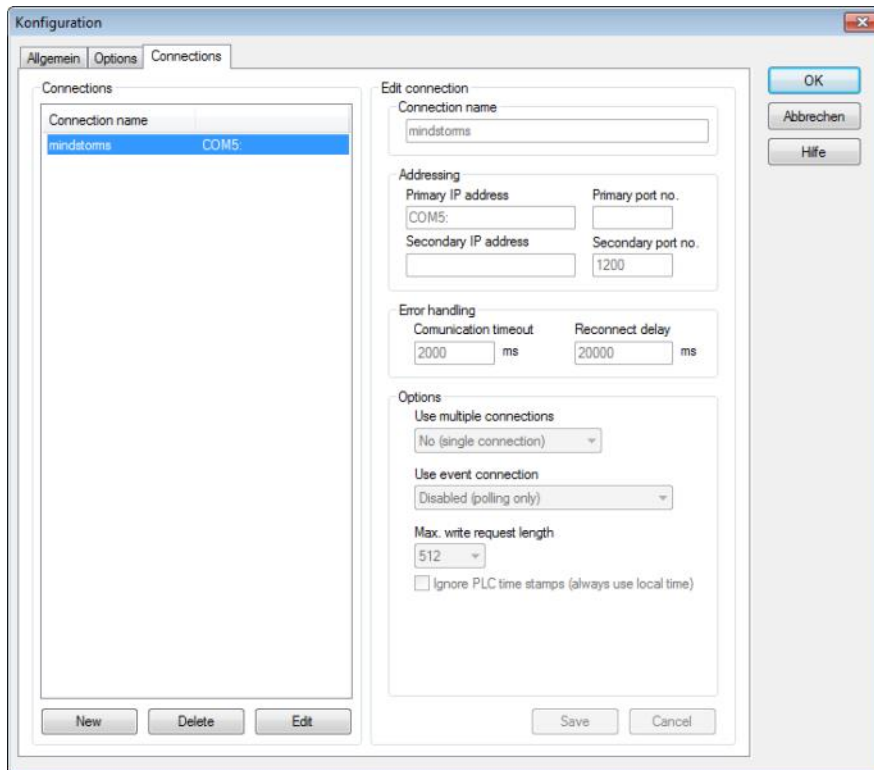 Konfiguration
Allgemein Options Connections
Connections
Connection name
mindstorms COM5:
New Delete Edit
Edit connection
Connection name
mindstorms
Addressing
Primary IP address Primary port no.
COM5:
Secondary IP address Secondary port no.
1200
Error handling
Comunication timeout Reconnect delay
2000 ms 20000 ms
Options
Use multiple connections
No (single connection)
Use event connection
Disabled (polling only)
Max. write request length
512
Ignore PLC time stamps (always use local time)
Save Cancel
OK
Abbrechen
Hilfe